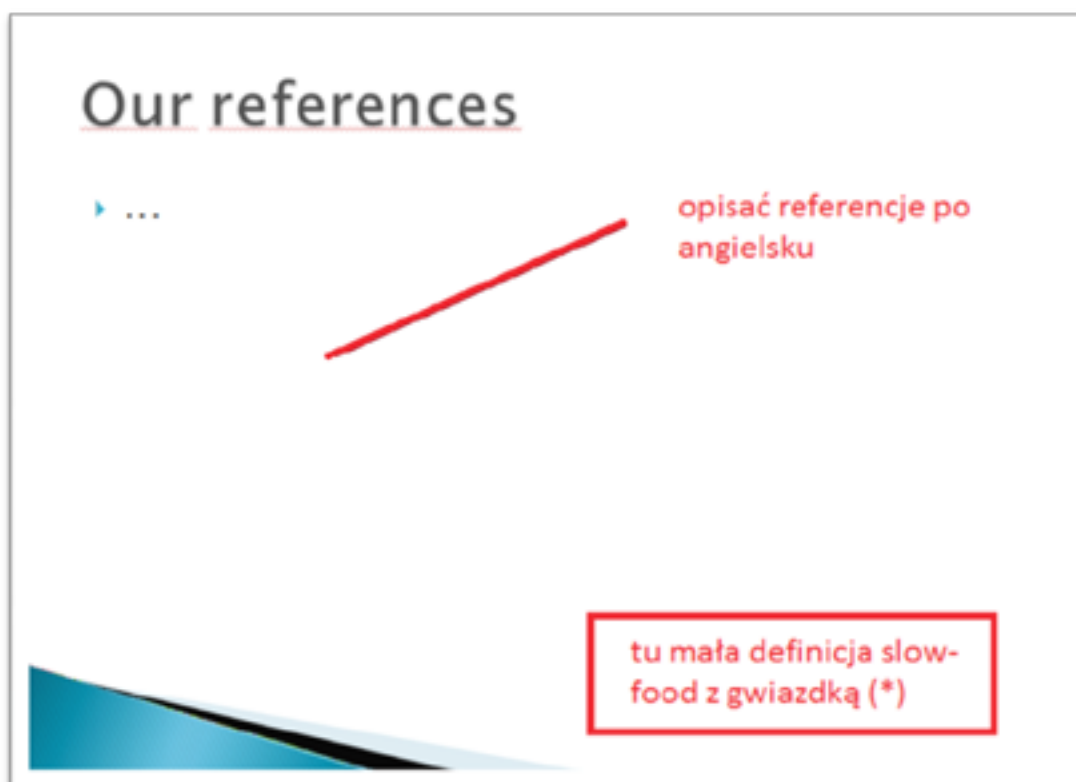 Our references
...
opisać referencje po
angielsku
tu mała definicja slow-
food z gwiazdką (*)